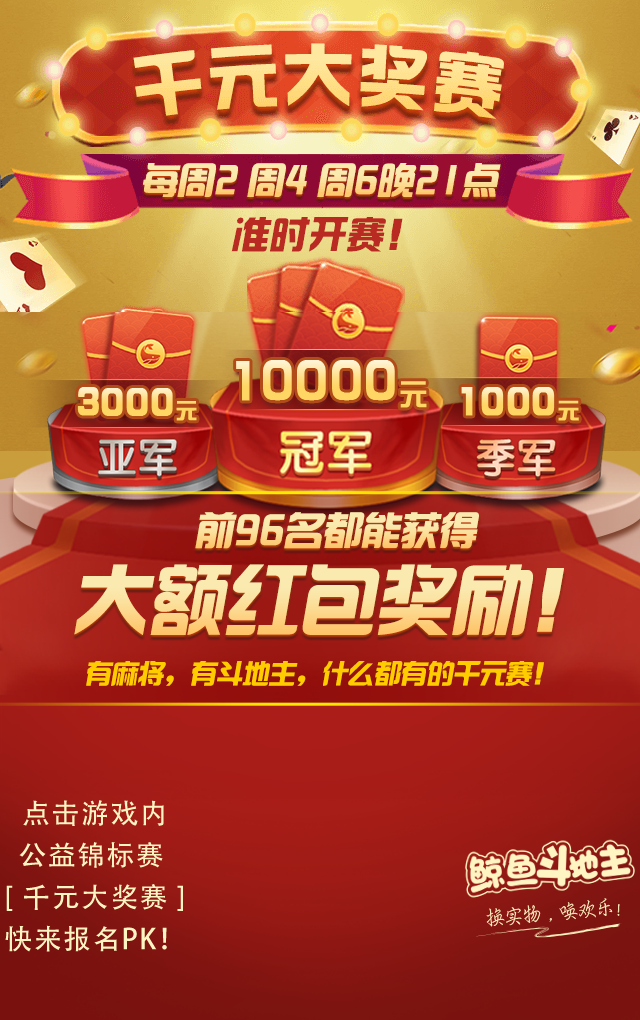 千元大奖赛
每周2 周4 周6晚21点
准时开赛!
10000元
3000元
1000元
亚军
冠军
季军
前96名都能获得
大额红包奖励!
有麻将，有斗地主，什么都有的千元赛!
点击游戏内
公益锦标赛
[千元大奖赛]
快来报名PK!
鲸鱼斗地主
换实物，唤欢乐!